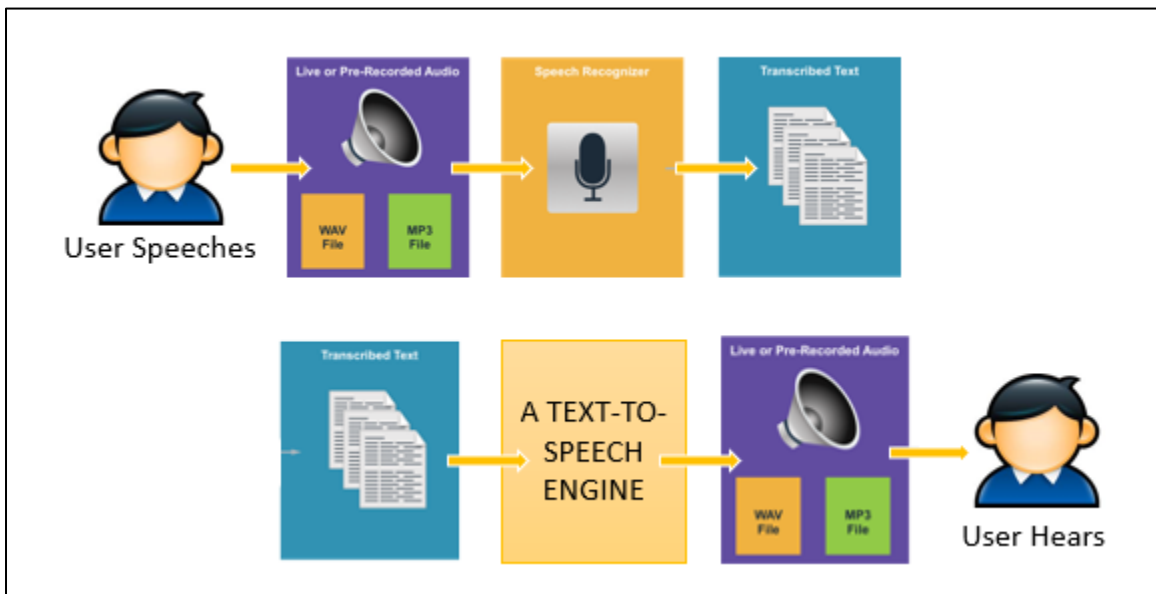 Live or Pre-Recorded Audio
Speech Recognizer
Transcribed Text
WAV
File
MP3
File
User Speeches
Transcribed Text
A TEXT-TO-
SPEECH
ENGINE
Live or Pre-Recorded Audio
WAV
File
MP3
File
User Hears